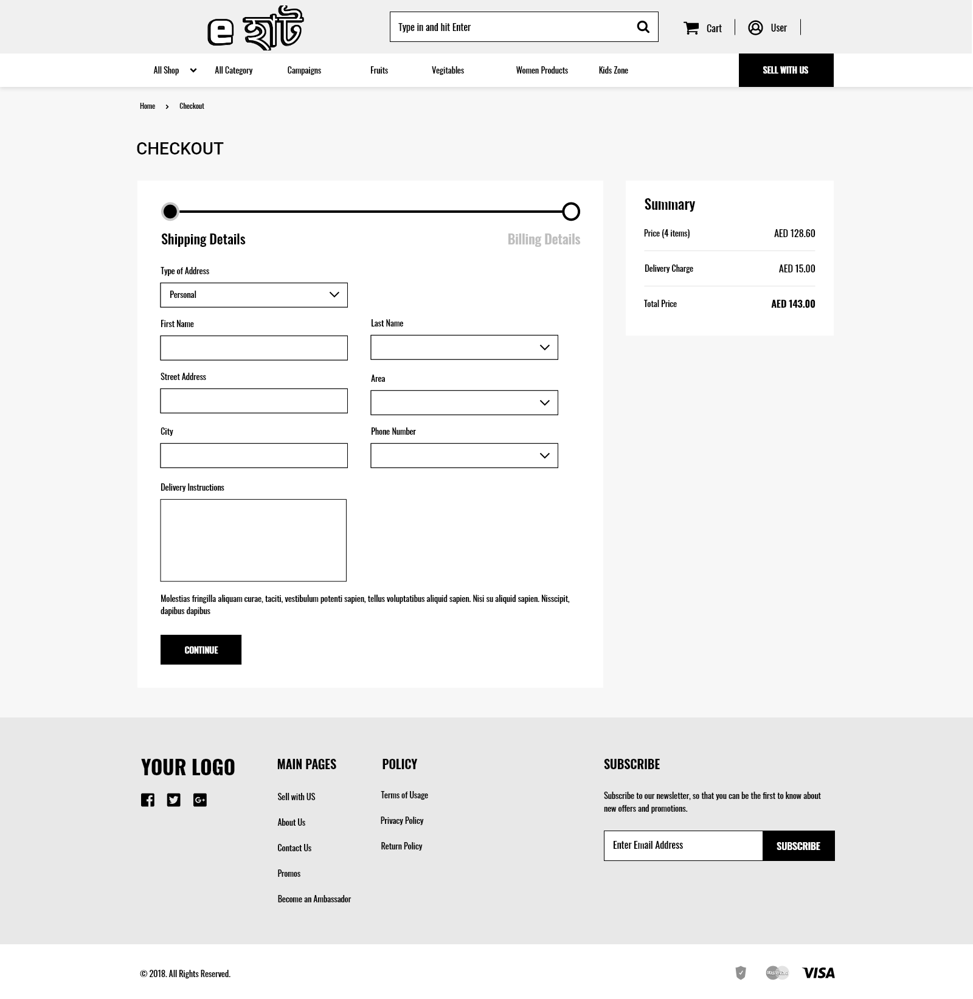 e হাট
Type in and hit Enter
Cart
User
All Shop
All Category
Campaigns
Fruits
Vegitables
Women Products
Kids Zone
SELL WITH US
Home
Checkout
CHECKOUT
Shipping Details
Billing Details
Type of Address
Personal
First Name
Last Name
Street Address
Area
City
Phone Number
Delivery Instructions
Molestias fringilla aliquam curae, taciti, vestibulum potenti sapien, tellus voluptatibus aliquid sapien. Nisi su aliquid sapien. Nisscipit,
dapibus dapibus
CONTINUE
Summary
Price (4 items) AED 128.60
Delivery Charge AED 15.00
Total Price AED 143.00
YOUR LOGO
MAIN PAGES
Sell with US
About Us
Contact Us
Promos
Become an Ambassador
POLICY
Terms of Usage
Privacy Policy
Return Policy
SUBSCRIBE
Subscribe to our newsletter, so that you can be the first to know about
new offers and promotions.
Enter Email Address
SUBSCRIBE
© 2018. All Rights Reserved.
MasterCard
VISA